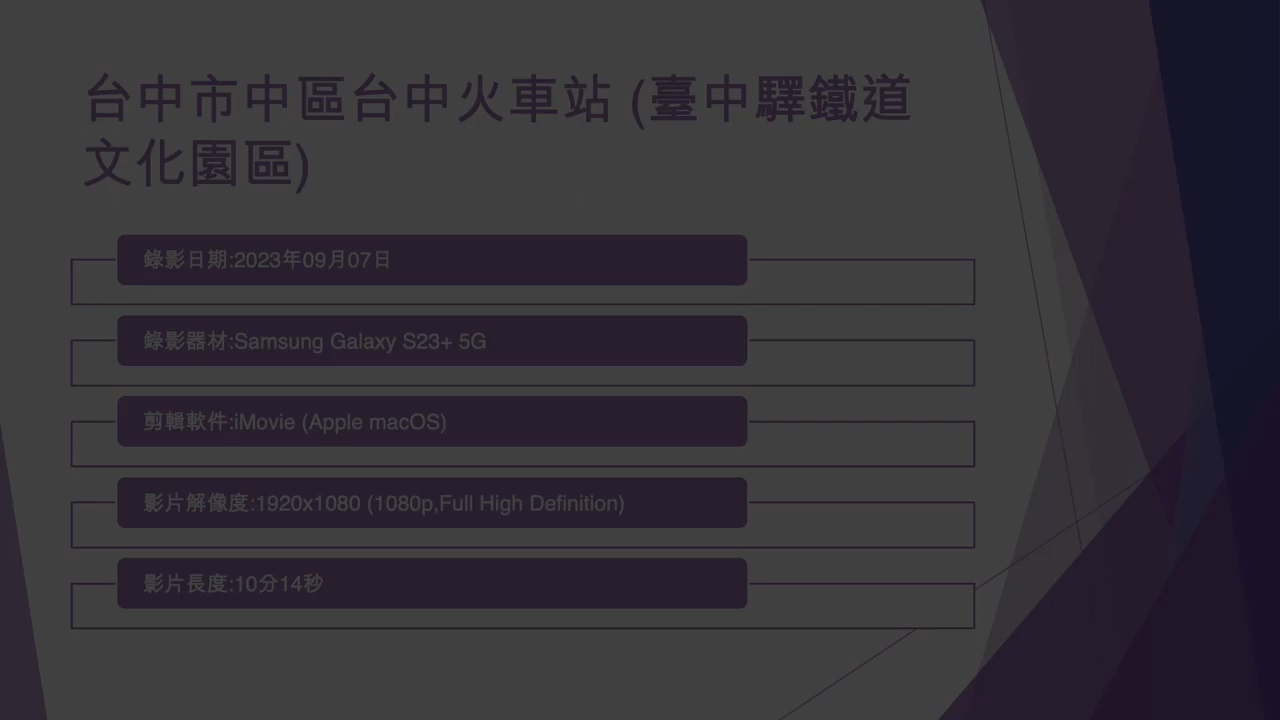 台中市中區台中火車站 (臺中驛鐵道
文化園區)
錄影日期:2023年09月07日
錄影器材:Samsung Galaxy S23+ 5G
剪輯軟件:iMovie (Apple macOS)
影片解像度:1920x1080 (1080p,Full High Definition)
影片長度:10分14秒